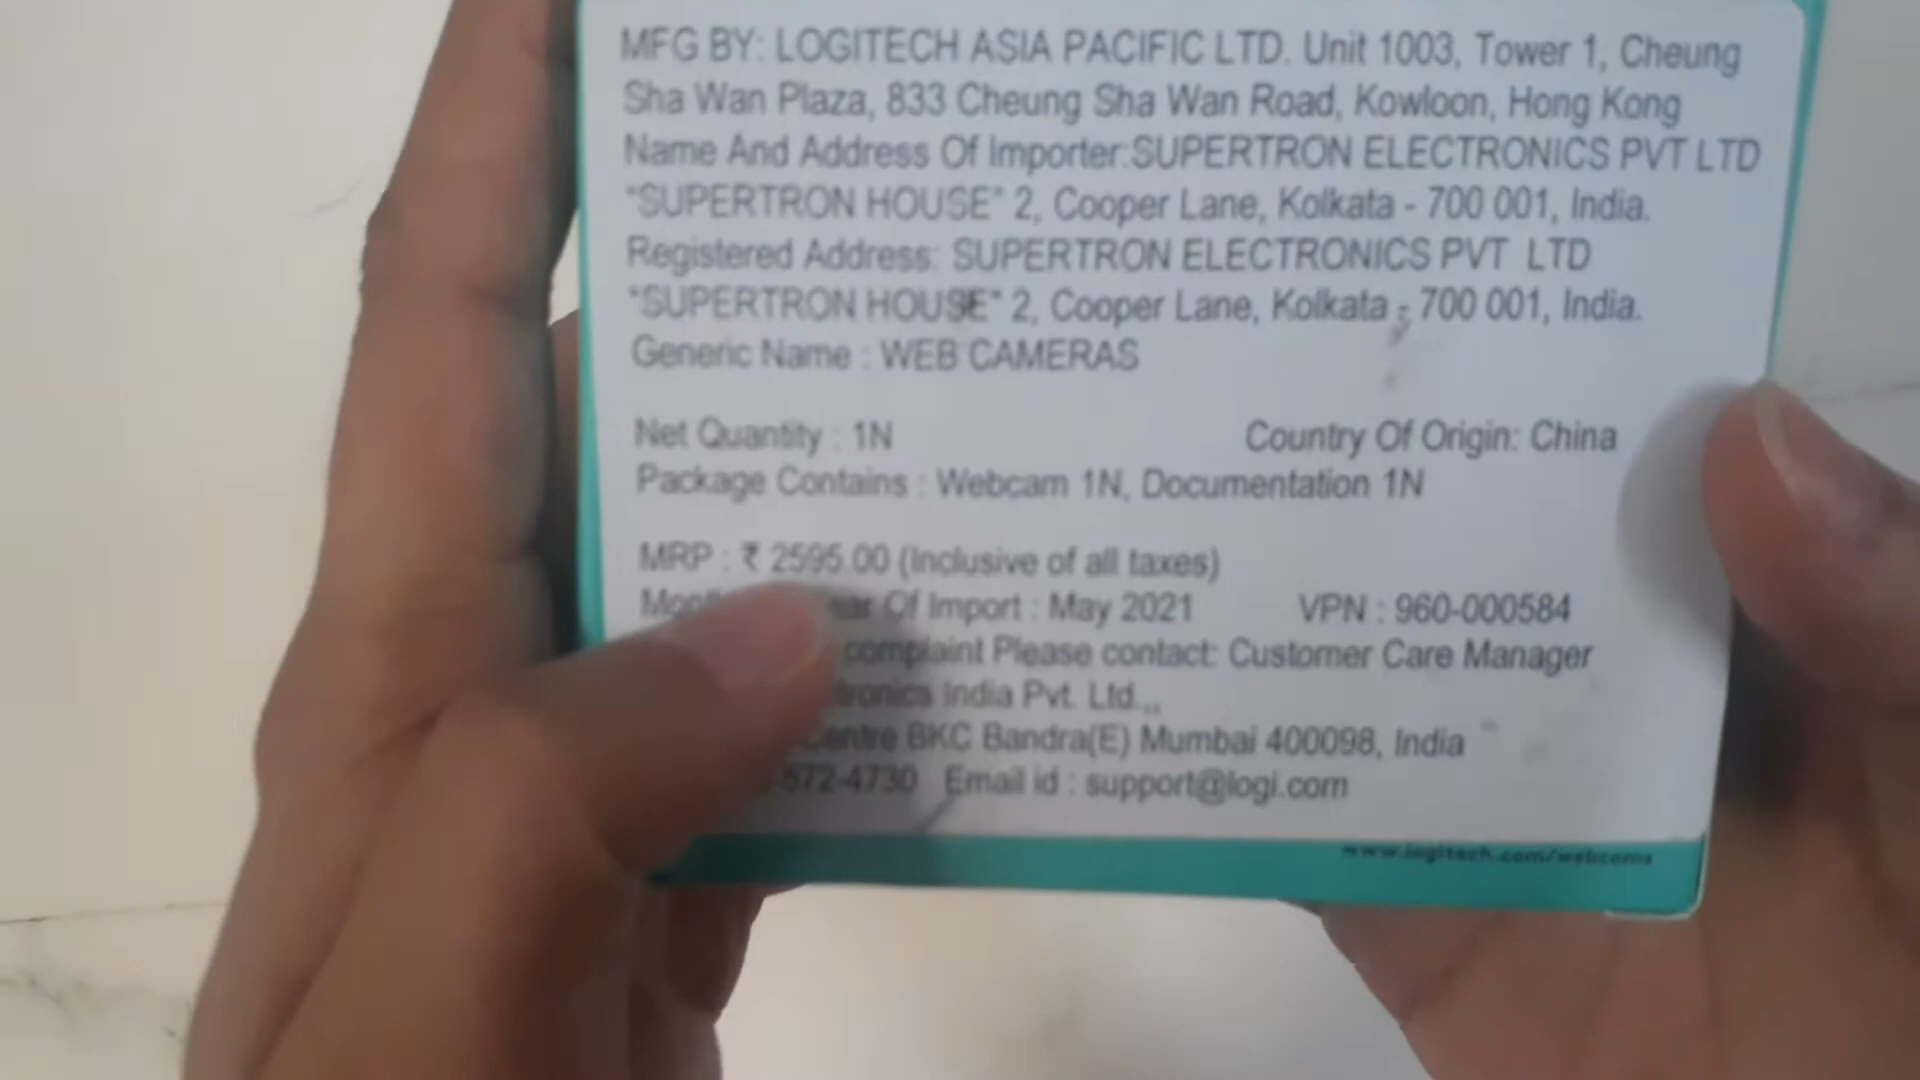 MFG BY: LOGITECH ASIA PACIFIC LTD. Unit 1003, Tower 1, Cheung
Sha Wan Plaza, 833 Cheung Sha Wan Road, Kowloon, Hong Kong
Name And Address Of Importer:SUPERTRON ELECTRONICS PVT LTD
"SUPERTRON HOUSE" 2, Cooper Lane, Kolkata - 700 001, India.
Registered Address: SUPERTRON ELECTRONICS PVT LTD
"SUPERTRON HOUSE" 2, Cooper Lane, Kolkata - 700 001, India.
Generic Name : WEB CAMERAS
Net Quantity : 1N Country Of Origin: China
Package Contains : Webcam 1N, Documentation 1N
MRP : ₹ 2595.00 (Inclusive of all taxes)
Of Import : May 2021 VPN : 960-000584
complaint Please contact: Customer Care Manager
India Pvt. Ltd.,,
Centre BKC Bandra(E) Mumbai 400098, India
-572-4730 Email id : support@logi.com
www.logitech.com/webcams